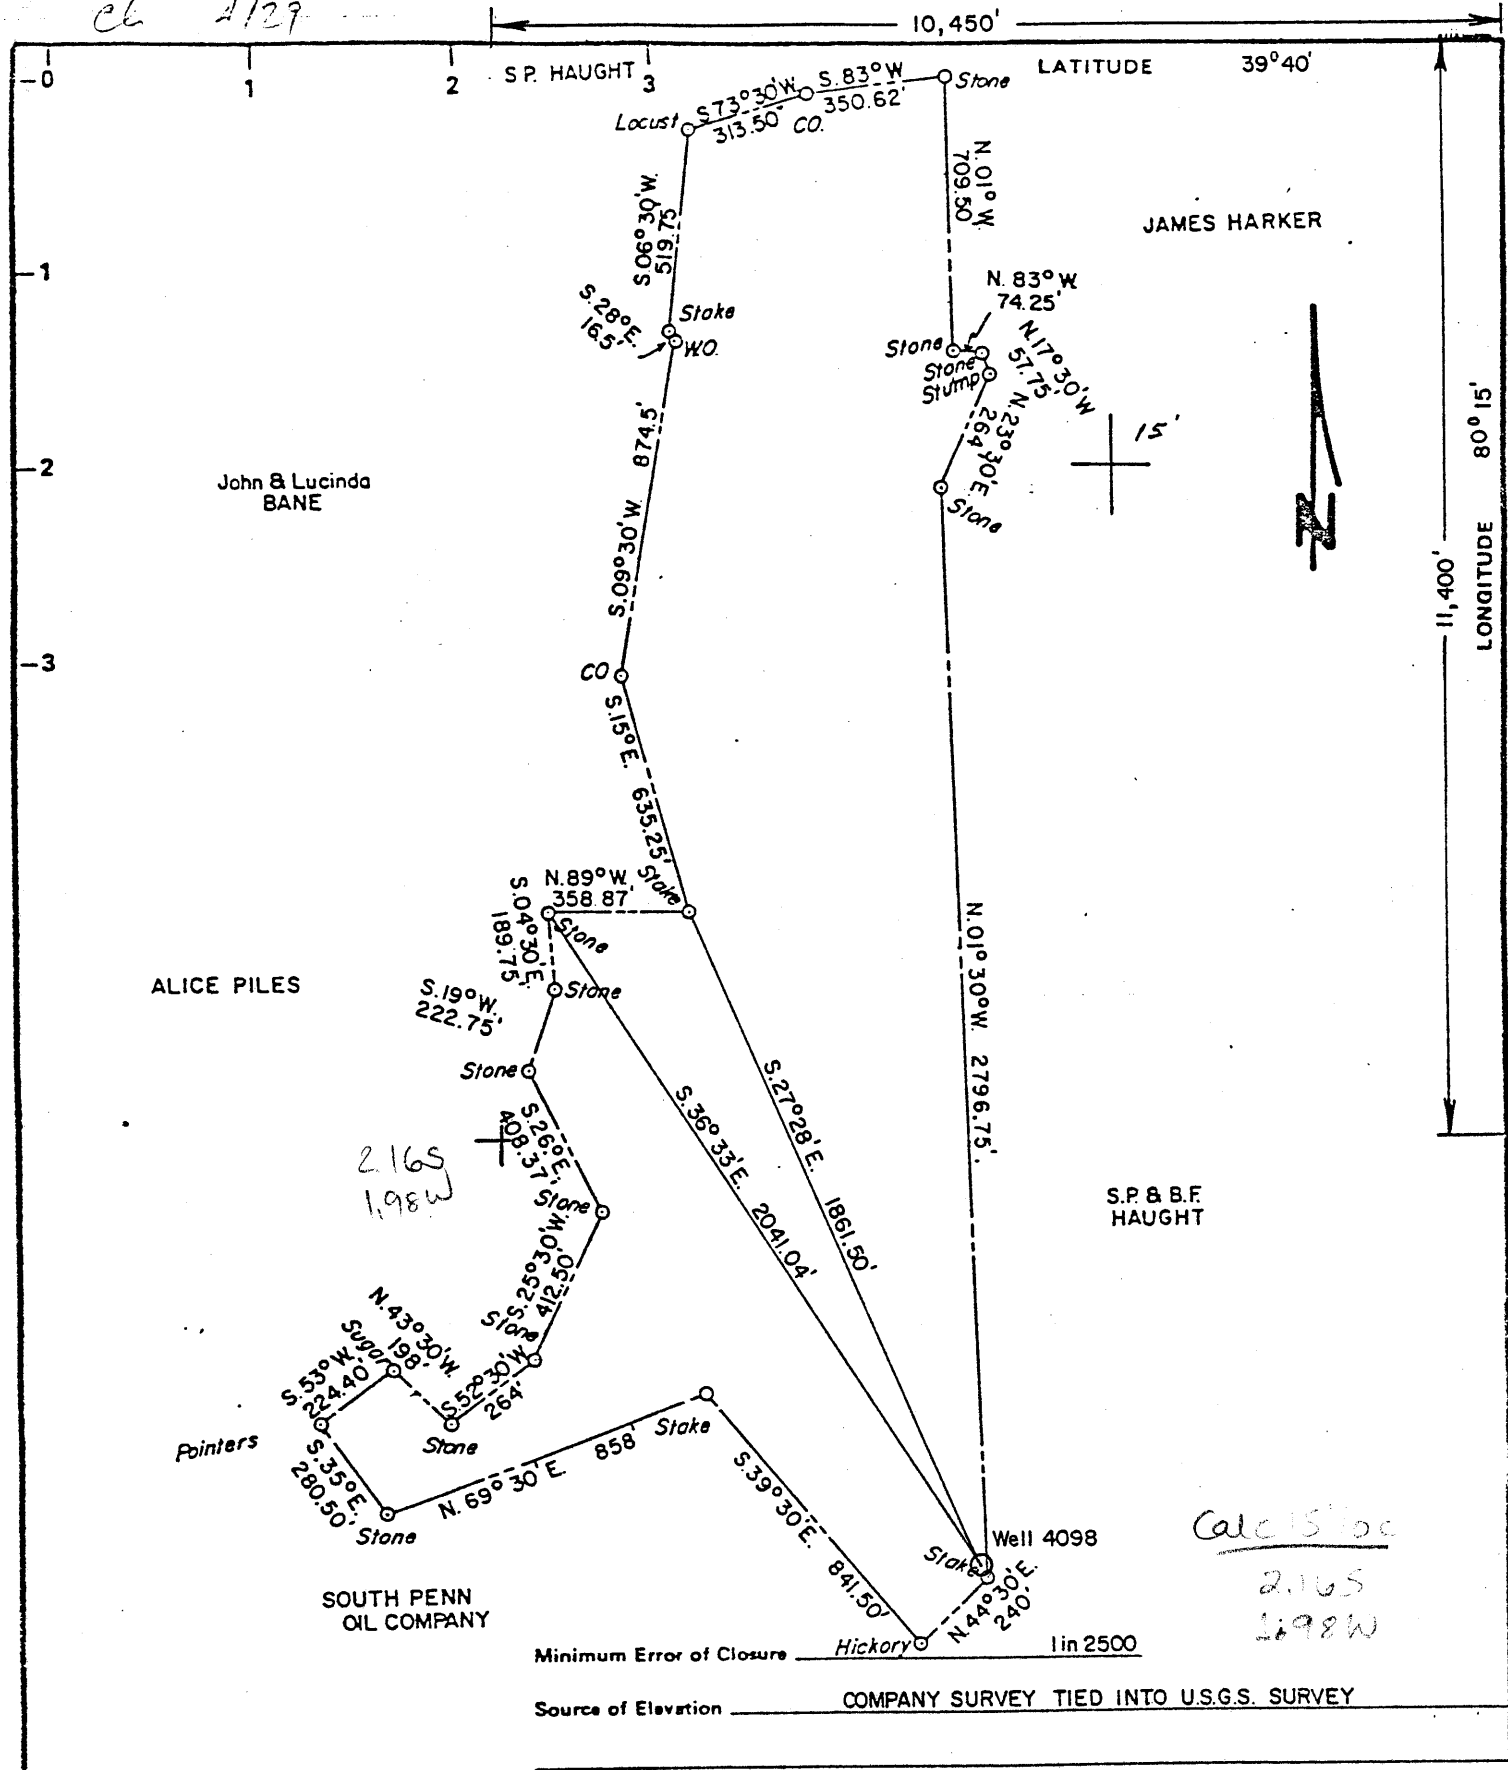 4/29
10,450'
0 1 2 3
S.P. HAUGHT
LATITUDE 39°40'
S.83°W
350.62'
Stone
S73°30'W.
313.50'
CO.
Locust
N.01° W.
709.50
JAMES HARKER
S.06°30'W.
519.75
1
2
3
N. 83° W.
74.25'
S.28°E.
16.5'
Stake
W.O.
Stone
Stone
Stump
N.17°30'W
57.75'
N.23°30'E.
264'
Stone
15'
80° 15'
LONGITUDE
11,400'
John & Lucinda
BANE
S.09°30'W. 874.5'
CO
S.15°E. 635.25'
Stake
N.89°W.
358.87'
Stone
S.04°30'E.
189.75'
Stone
ALICE PILES
S.19°W.
222.75'
Stone
N.01°30°W. 2796.75'.
S.27°28'E. 1861.50'
S.36°33'E. 2041.04'
S.26°E.
408.37'
Stone
2.16S
1.98W
S.P. & B.F.
HAUGHT
S.25°30'W.
412.50'
Stone
N.43°30'W.
198'
Sugar
S.53°W.
224.40'
S.52°30'W
264'
Stone
Pointers
S.35°E.
280.50'
Stone
N.69°30'E. 858'
Stake
S.39°30'E. 841.50'
Well 4098
Stake
N.44°30'E.
240'
Hickory
SOUTH PENN
OIL COMPANY
Calc 15' loc
2.16S
1.98W
Minimum Error of Closure 1 in 2500
Source of Elevation COMPANY SURVEY TIED INTO U.S.G.S. SURVEY